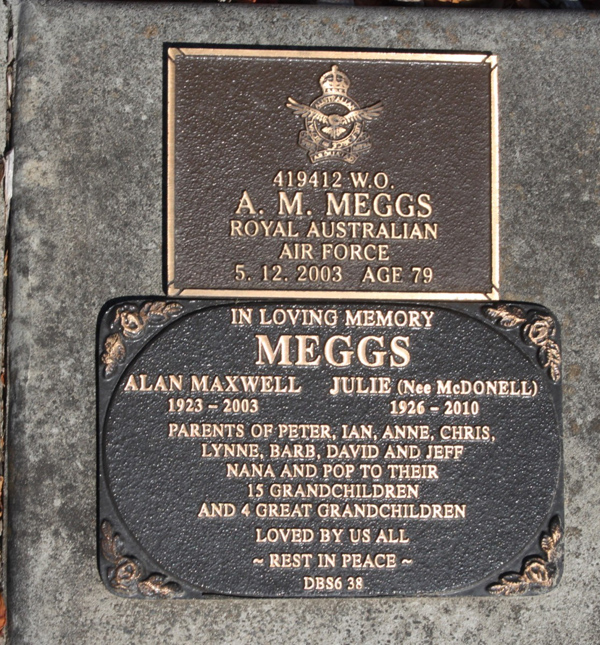 419412 W.O.
A. M. MEGGS
ROYAL AUSTRALIAN
AIR FORCE
5. 12. 2003 AGE 79
IN LOVING MEMORY
MEGGS
ALAN MAXWELL JULIE (Nee McDONELL)
1923 – 2003 1926 – 2010
PARENTS OF PETER, IAN, ANNE, CHRIS,
LYNNE, BARB, DAVID AND JEFF
NANA AND POP TO THEIR
15 GRANDCHILDREN
AND 4 GREAT GRANDCHILDREN
LOVED BY US ALL
~ REST IN PEACE ~
DBS6 38